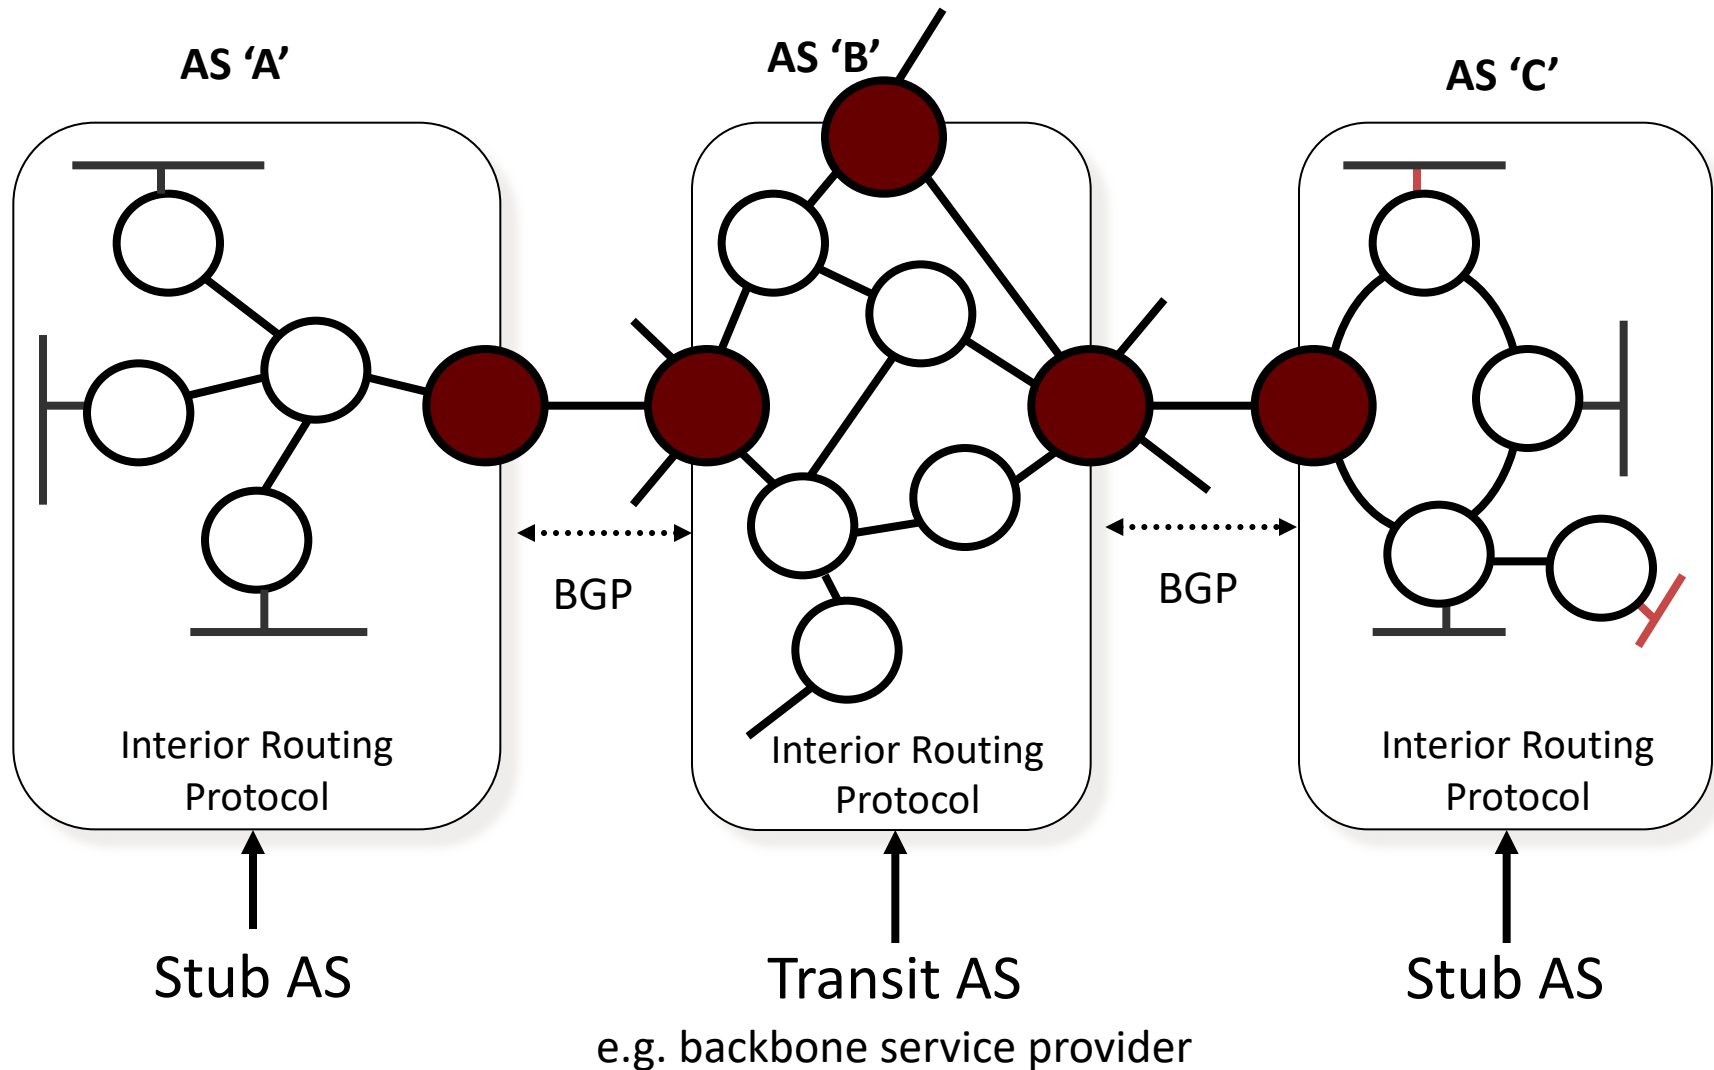 AS ‘A’
AS ‘B’
AS ‘C’
BGP
BGP
Interior Routing
Protocol
Interior Routing
Protocol
Interior Routing
Protocol
Stub AS
Transit AS
Stub AS
e.g. backbone service provider